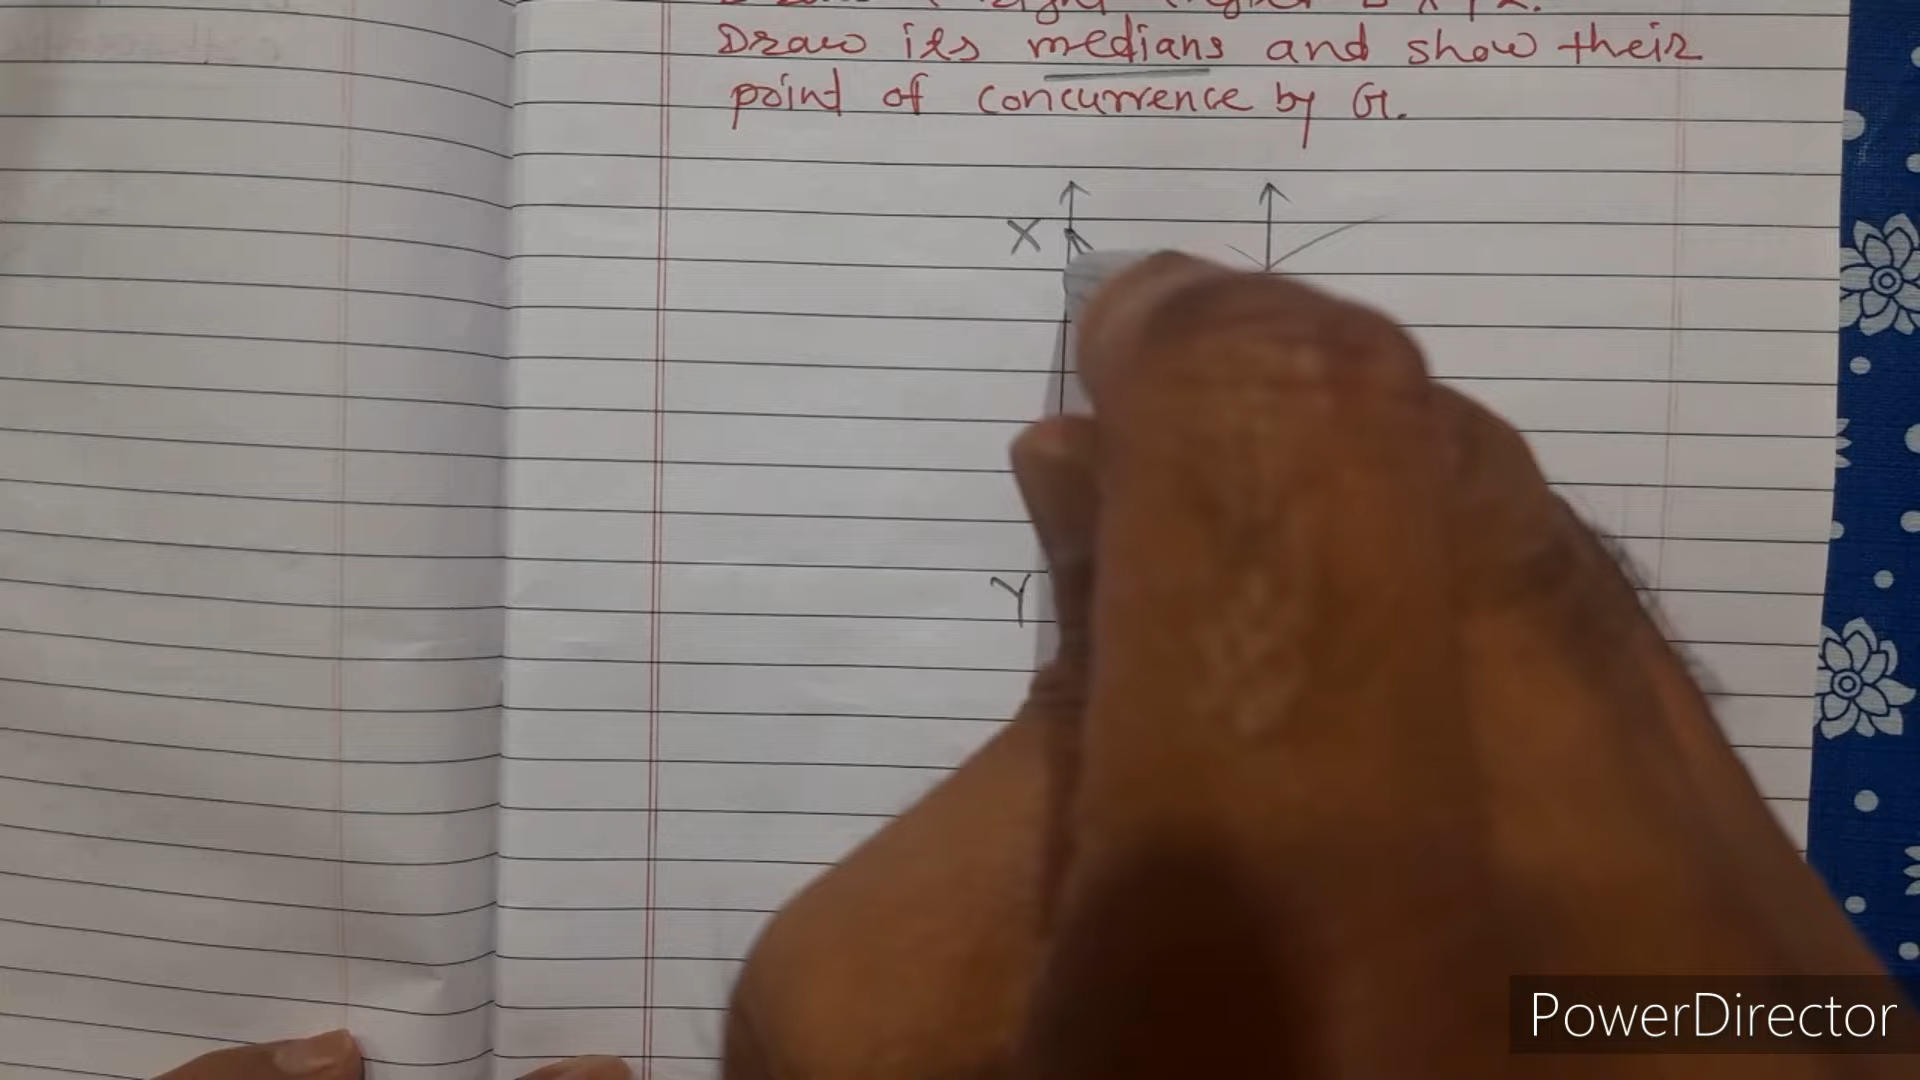 Draw its medians and show their
point of concurrence by G.
X
Y
PowerDirector